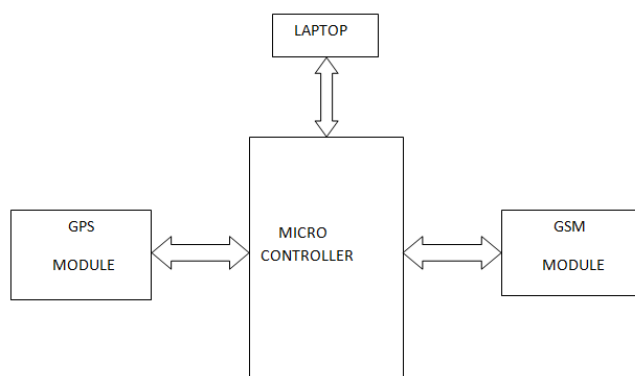 LAPTOP
GPS
MODULE
MICRO
CONTROLLER
GSM
MODULE